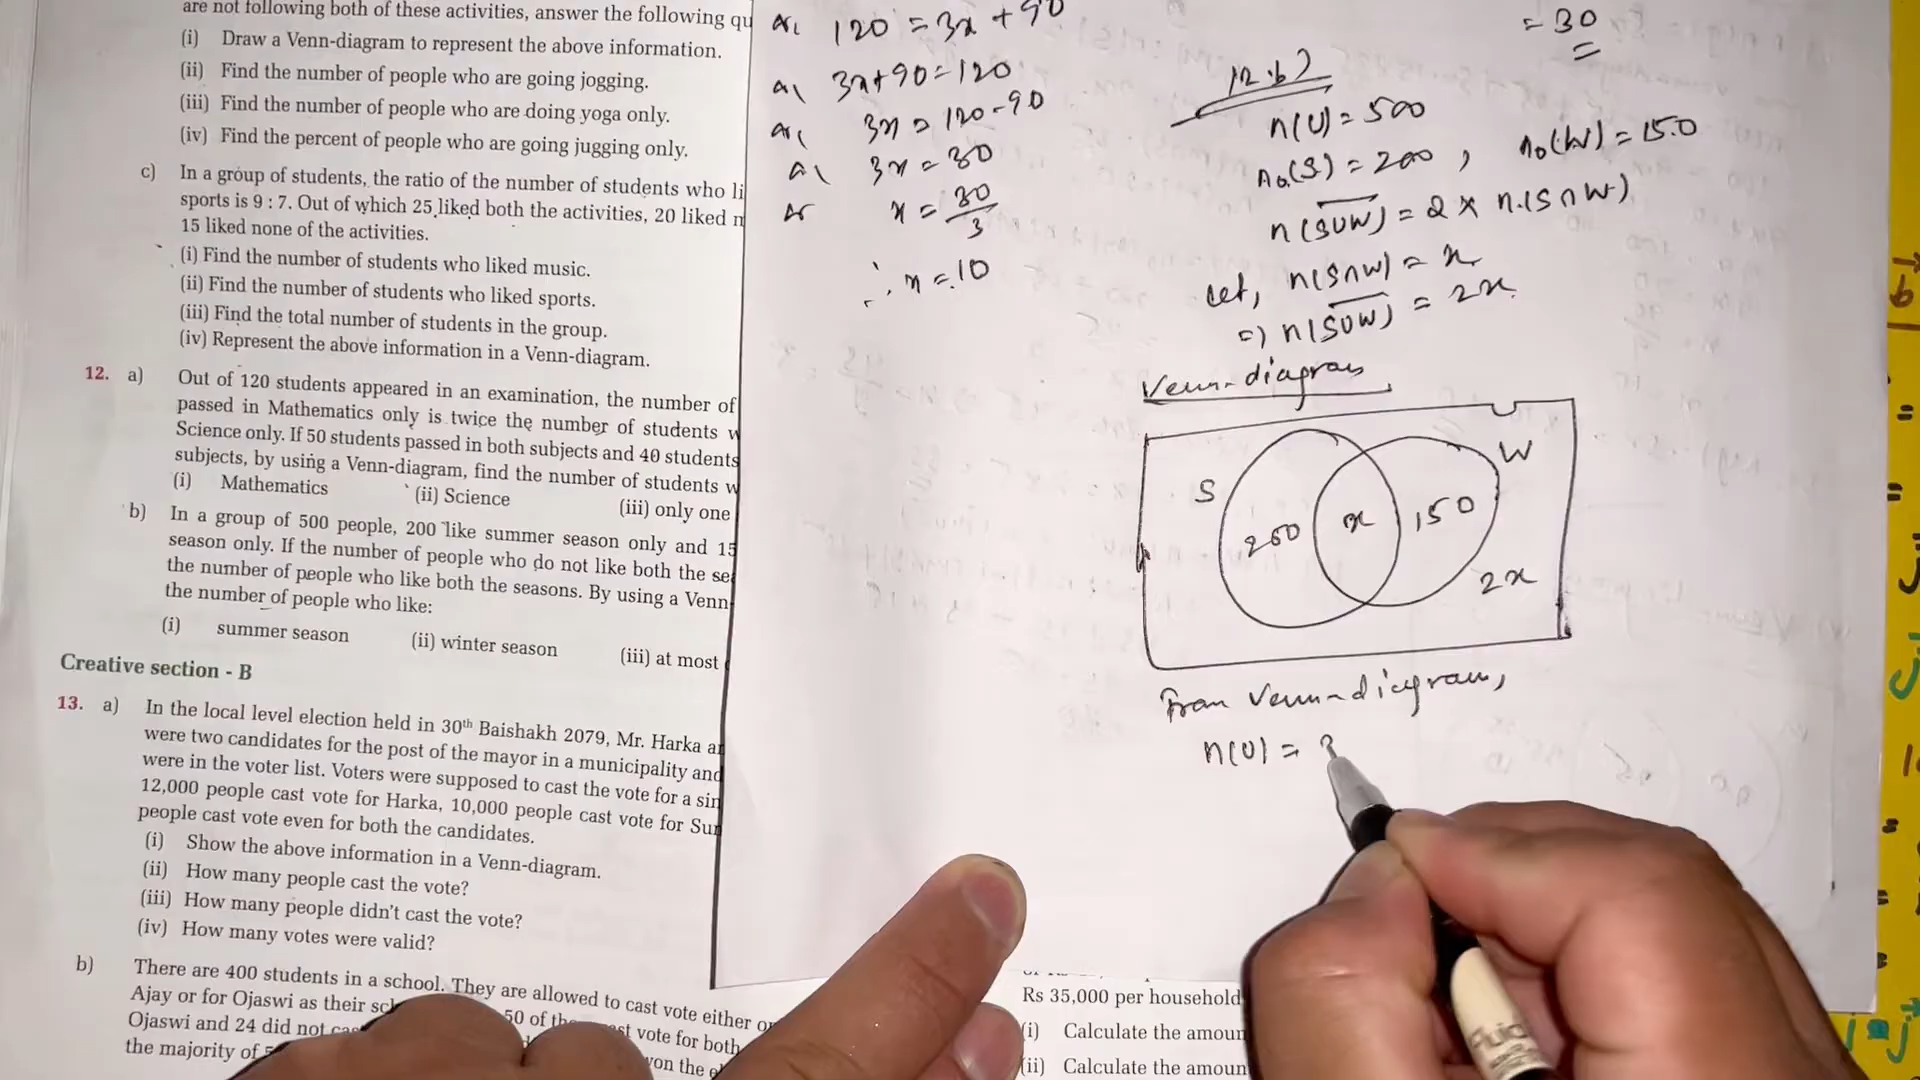 are not following both of these activities, answer the following qu
(i) Draw a Venn-diagram to represent the above information.
(ii) Find the number of people who are going jogging.
(iii) Find the number of people who are doing yoga only.
(iv) Find the percent of people who are going jugging only.
c) In a group of students, the ratio of the number of students who li
sports is 9 : 7. Out of which 25 liked both the activities, 20 liked
15 liked none of the activities.
(i) Find the number of students who liked music.
(ii) Find the number of students who liked sports.
(iii) Find the total number of students in the group.
(iv) Represent the above information in a Venn-diagram.
12. a) Out of 120 students appeared in an examination, the number of
passed in Mathematics only is twice the number of students w
Science only. If 50 students passed in both subjects and 40 students
subjects, by using a Venn-diagram, find the number of students w
(i) Mathematics (ii) Science (iii) only one
b) In a group of 500 people, 200 like summer season only and 15
season only. If the number of people who do not like both the se
the number of people who like both the seasons. By using a Venn-
the number of people who like:
(i) summer season (ii) winter season (iii) at most
Creative section - B
13. a) In the local level election held in 30th Baishakh 2079, Mr. Harka an
were two candidates for the post of the mayor in a municipality and
were in the voter list. Voters were supposed to cast the vote for a sin
12,000 people cast vote for Harka, 10,000 people cast vote for Sur
people cast vote even for both the candidates.
(i) Show the above information in a Venn-diagram.
(ii) How many people cast the vote?
(iii) How many people didn't cast the vote?
(iv) How many votes were valid?
b) There are 400 students in a school. They are allowed to cast vote either
Ajay or for Ojaswi as their 50 of vote for both
Ojaswi and 24 did not won the
the majority of
or 120 = 3x + 90
or 3x+90=120
or 3x = 120-90
or 3x = 30
or x = 30/3
∴ x = 10
= 30
12.b)
n(U) = 500
n₀(S) = 200 , n₀(W) = 150
n(S̅U̅W̅) = 2 × n(S∩W)
Let, n(S∩W) = x
=) n(S̅U̅W̅) = 2x
Venn-diagram
S
W
200 x 150
2x
From Venn-diagram,
n(U) =
Rs 35,000 per household
(i) Calculate the amoun
(ii) Calculate the amoun